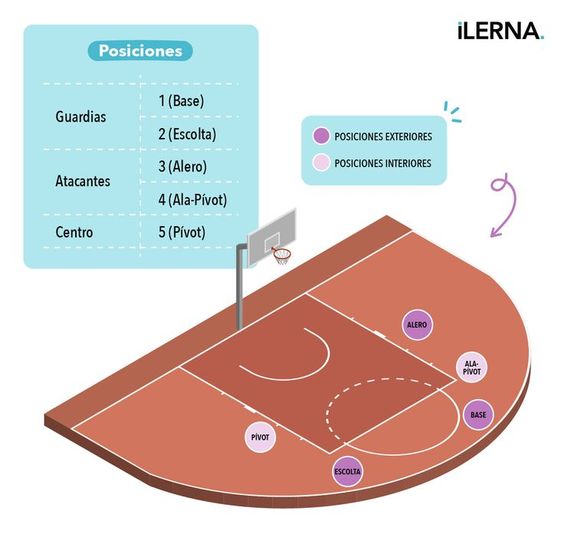 iLERNA.
Posiciones
Guardias
1 (Base)
2 (Escolta)
Atacantes
3 (Alero)
4 (Ala-Pívot)
Centro
5 (Pívot)
POSICIONES EXTERIORES
POSICIONES INTERIORES
ALERO
ALA-
PÍVOT
BASE
PÍVOT
ESCOLTA